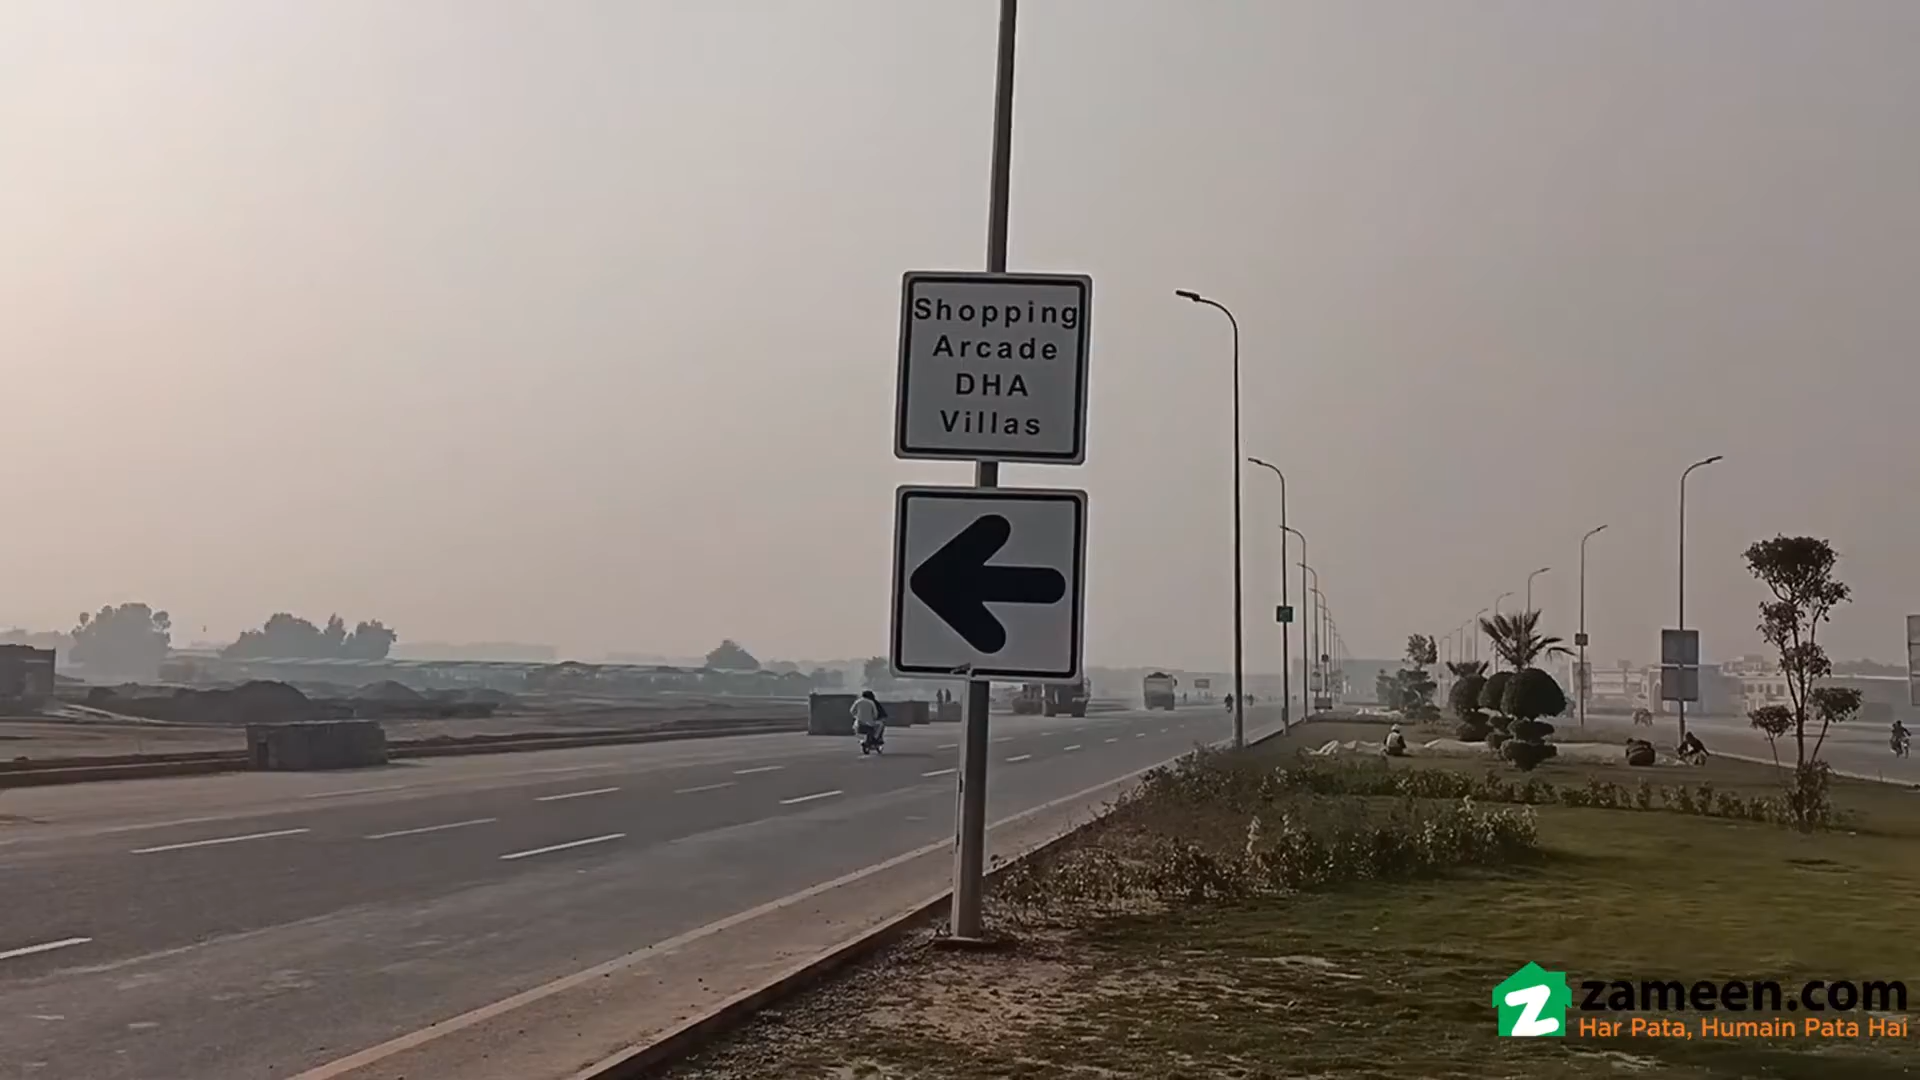 Shopping
Arcade
DHA
Villas
zameen.com
Har Pata, Humain Pata Hai